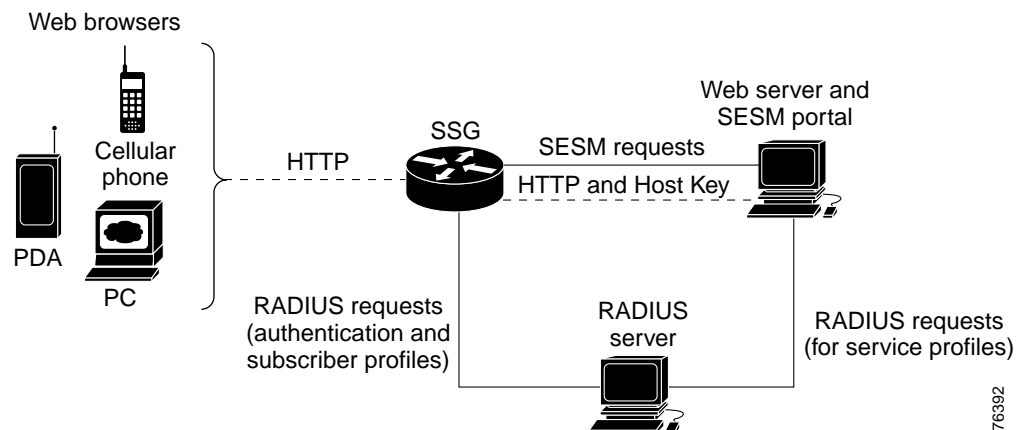 Web browsers
Cellular
phone
PDA
PC
HTTP
SSG
SESM requests
HTTP and Host Key
Web server and
SESM portal
RADIUS requests
(authentication and
subscriber profiles)
RADIUS
server
RADIUS requests
(for service profiles)
76392